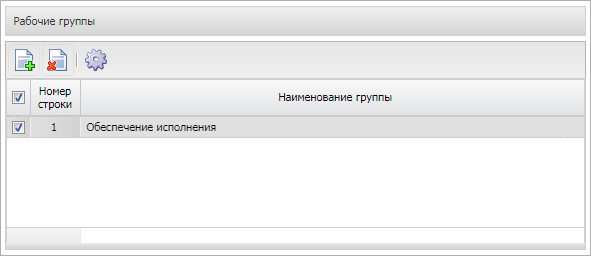 Рабочие группы
Номер
строки
Наименование группы
1 Обеспечение исполнения